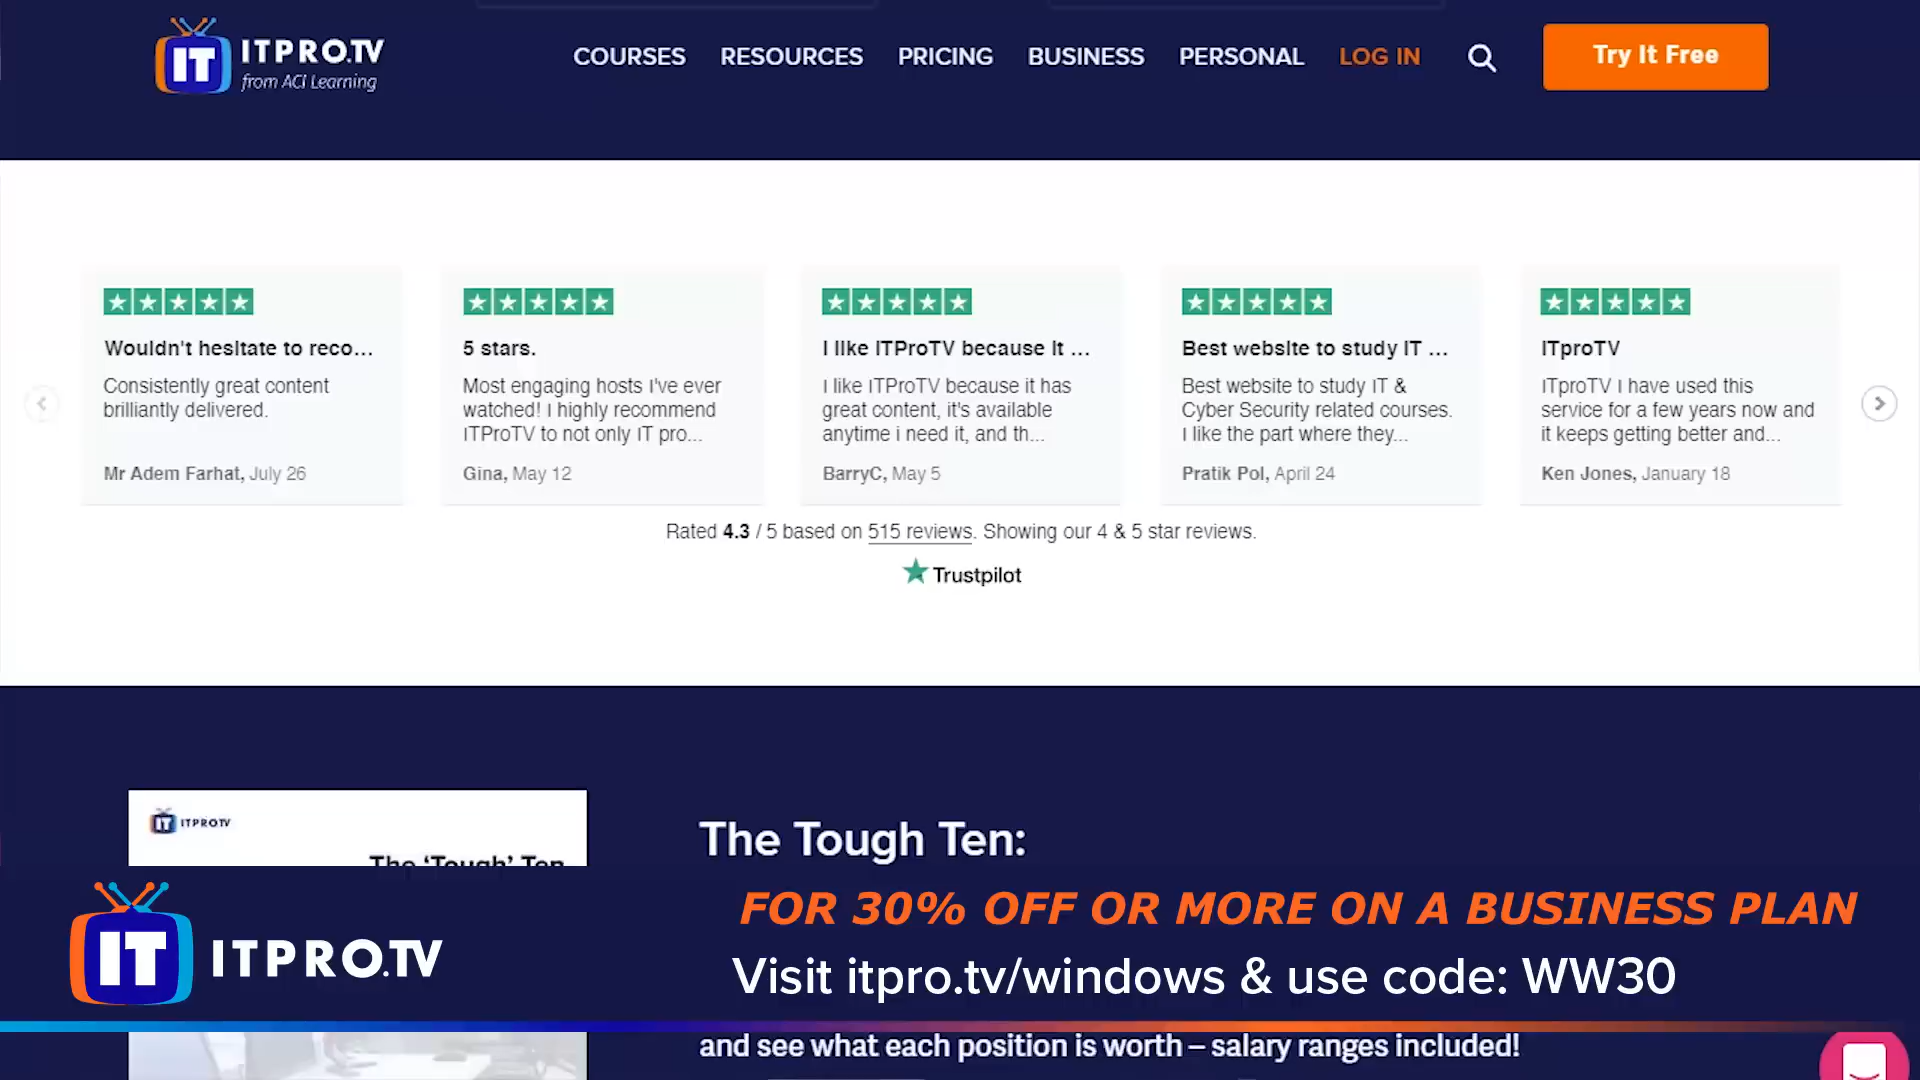 IT ITPRO.TV
from ACI Learning
COURSES RESOURCES PRICING BUSINESS PERSONAL LOG IN
Try It Free
Wouldn't hesitate to reco...
Consistently great content
brilliantly delivered.
Mr Adem Farhat, July 26
5 stars.
Most engaging hosts I've ever
watched! I highly recommend
ITProTV to not only IT pro...
Gina, May 12
I like ITProTV because it ...
I like ITProTV because it has
great content, it's available
anytime i need it, and th...
BarryC, May 5
Best website to study IT ...
Best website to study IT &
Cyber Security related courses.
I like the part where they...
Pratik Pol, April 24
ITproTV
ITproTV I have used this
service for a few years now and
it keeps getting better and...
Ken Jones, January 18
Rated 4.3 / 5 based on 515 reviews. Showing our 4 & 5 star reviews.
Trustpilot
IT ITPROTV
The 'Tough' Ten
The Tough Ten:
IT ITPRO.TV
FOR 30% OFF OR MORE ON A BUSINESS PLAN
Visit itpro.tv/windows & use code: WW30
and see what each position is worth – salary ranges included!